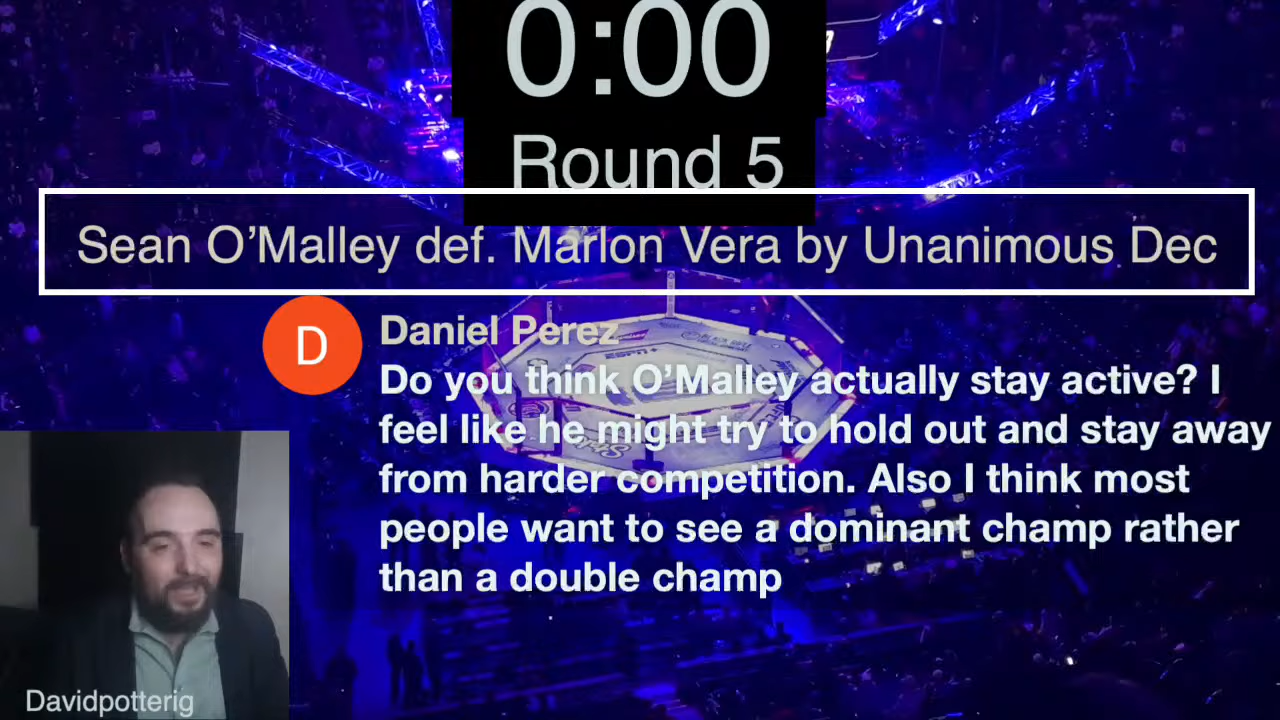 0:00
Round 5
Sean O’Malley def. Marlon Vera by Unanimous Dec
D
Daniel Perez
Do you think O’Malley actually stay active? I
feel like he might try to hold out and stay away
from harder competition. Also I think most
people want to see a dominant champ rather
than a double champ
Davidpotterig